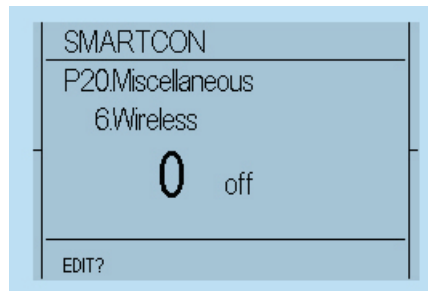 SMARTCON
P20.Miscellaneous
6.Wireless
0 off
EDIT?